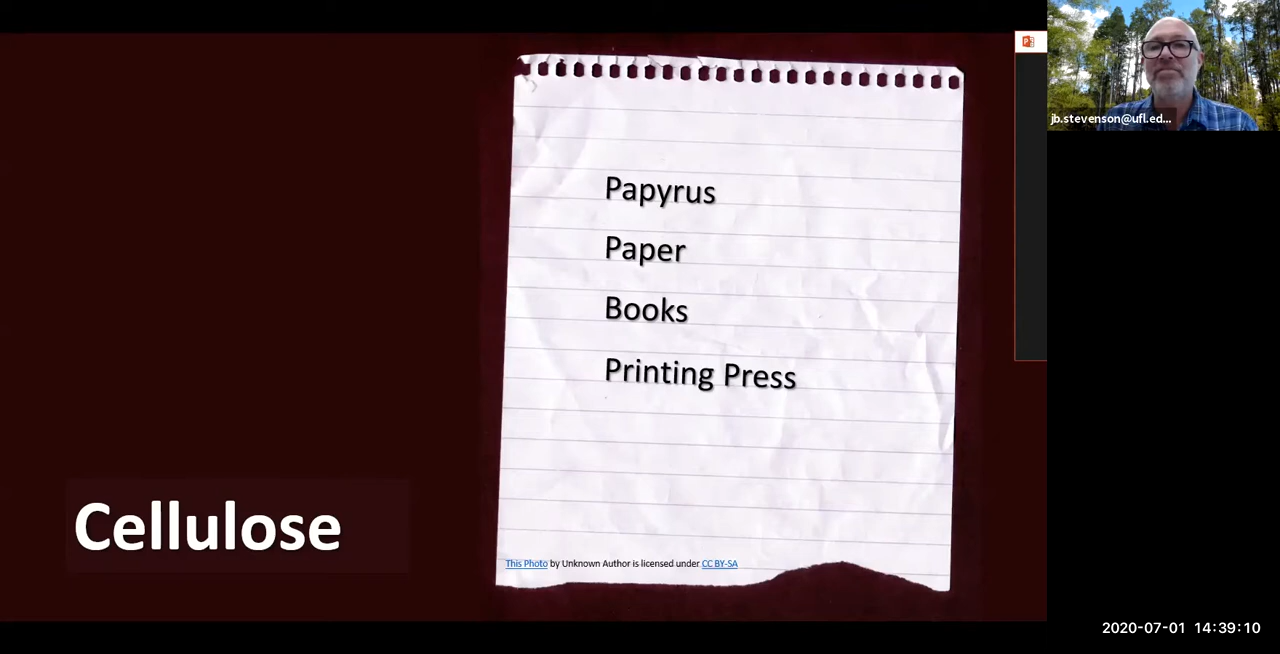 jb.stevenson@ufl.ed...
Papyrus
Paper
Books
Printing Press
Cellulose
This Photo by Unknown Author is licensed under CC BY-SA
2020-07-01 14:39:10